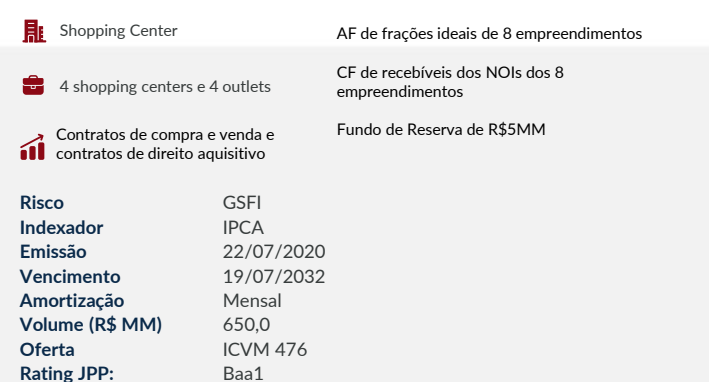 Shopping Center
4 shopping centers e 4 outlets
Contratos de compra e venda e
contratos de direito aquisitivo
AF de frações ideais de 8 empreendimentos
CF de recebíveis dos NOIs dos 8
empreendimentos
Fundo de Reserva de R$5MM
Risco GSFI
Indexador IPCA
Emissão 22/07/2020
Vencimento 19/07/2032
Amortização Mensal
Volume (R$ MM) 650,0
Oferta ICVM 476
Rating JPP: Baa1